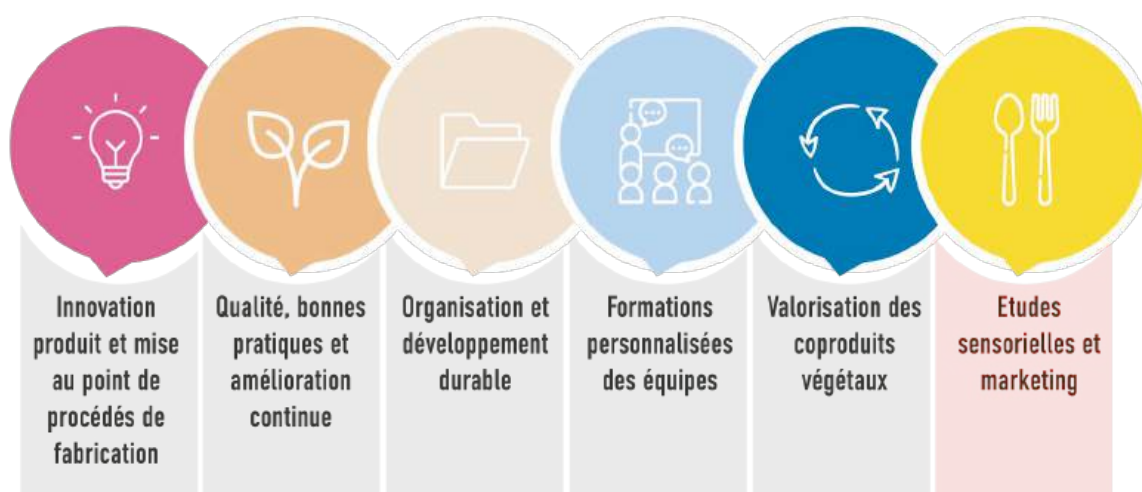 Innovation
produit et mise
au point de
procédés de
fabrication
Qualité, bonnes
pratiques et
amélioration
continue
Organisation et
développement
durable
Formations
personnalisées
des équipes
Valorisation des
coproduits
végétaux
Etudes
sensorielles et
marketing